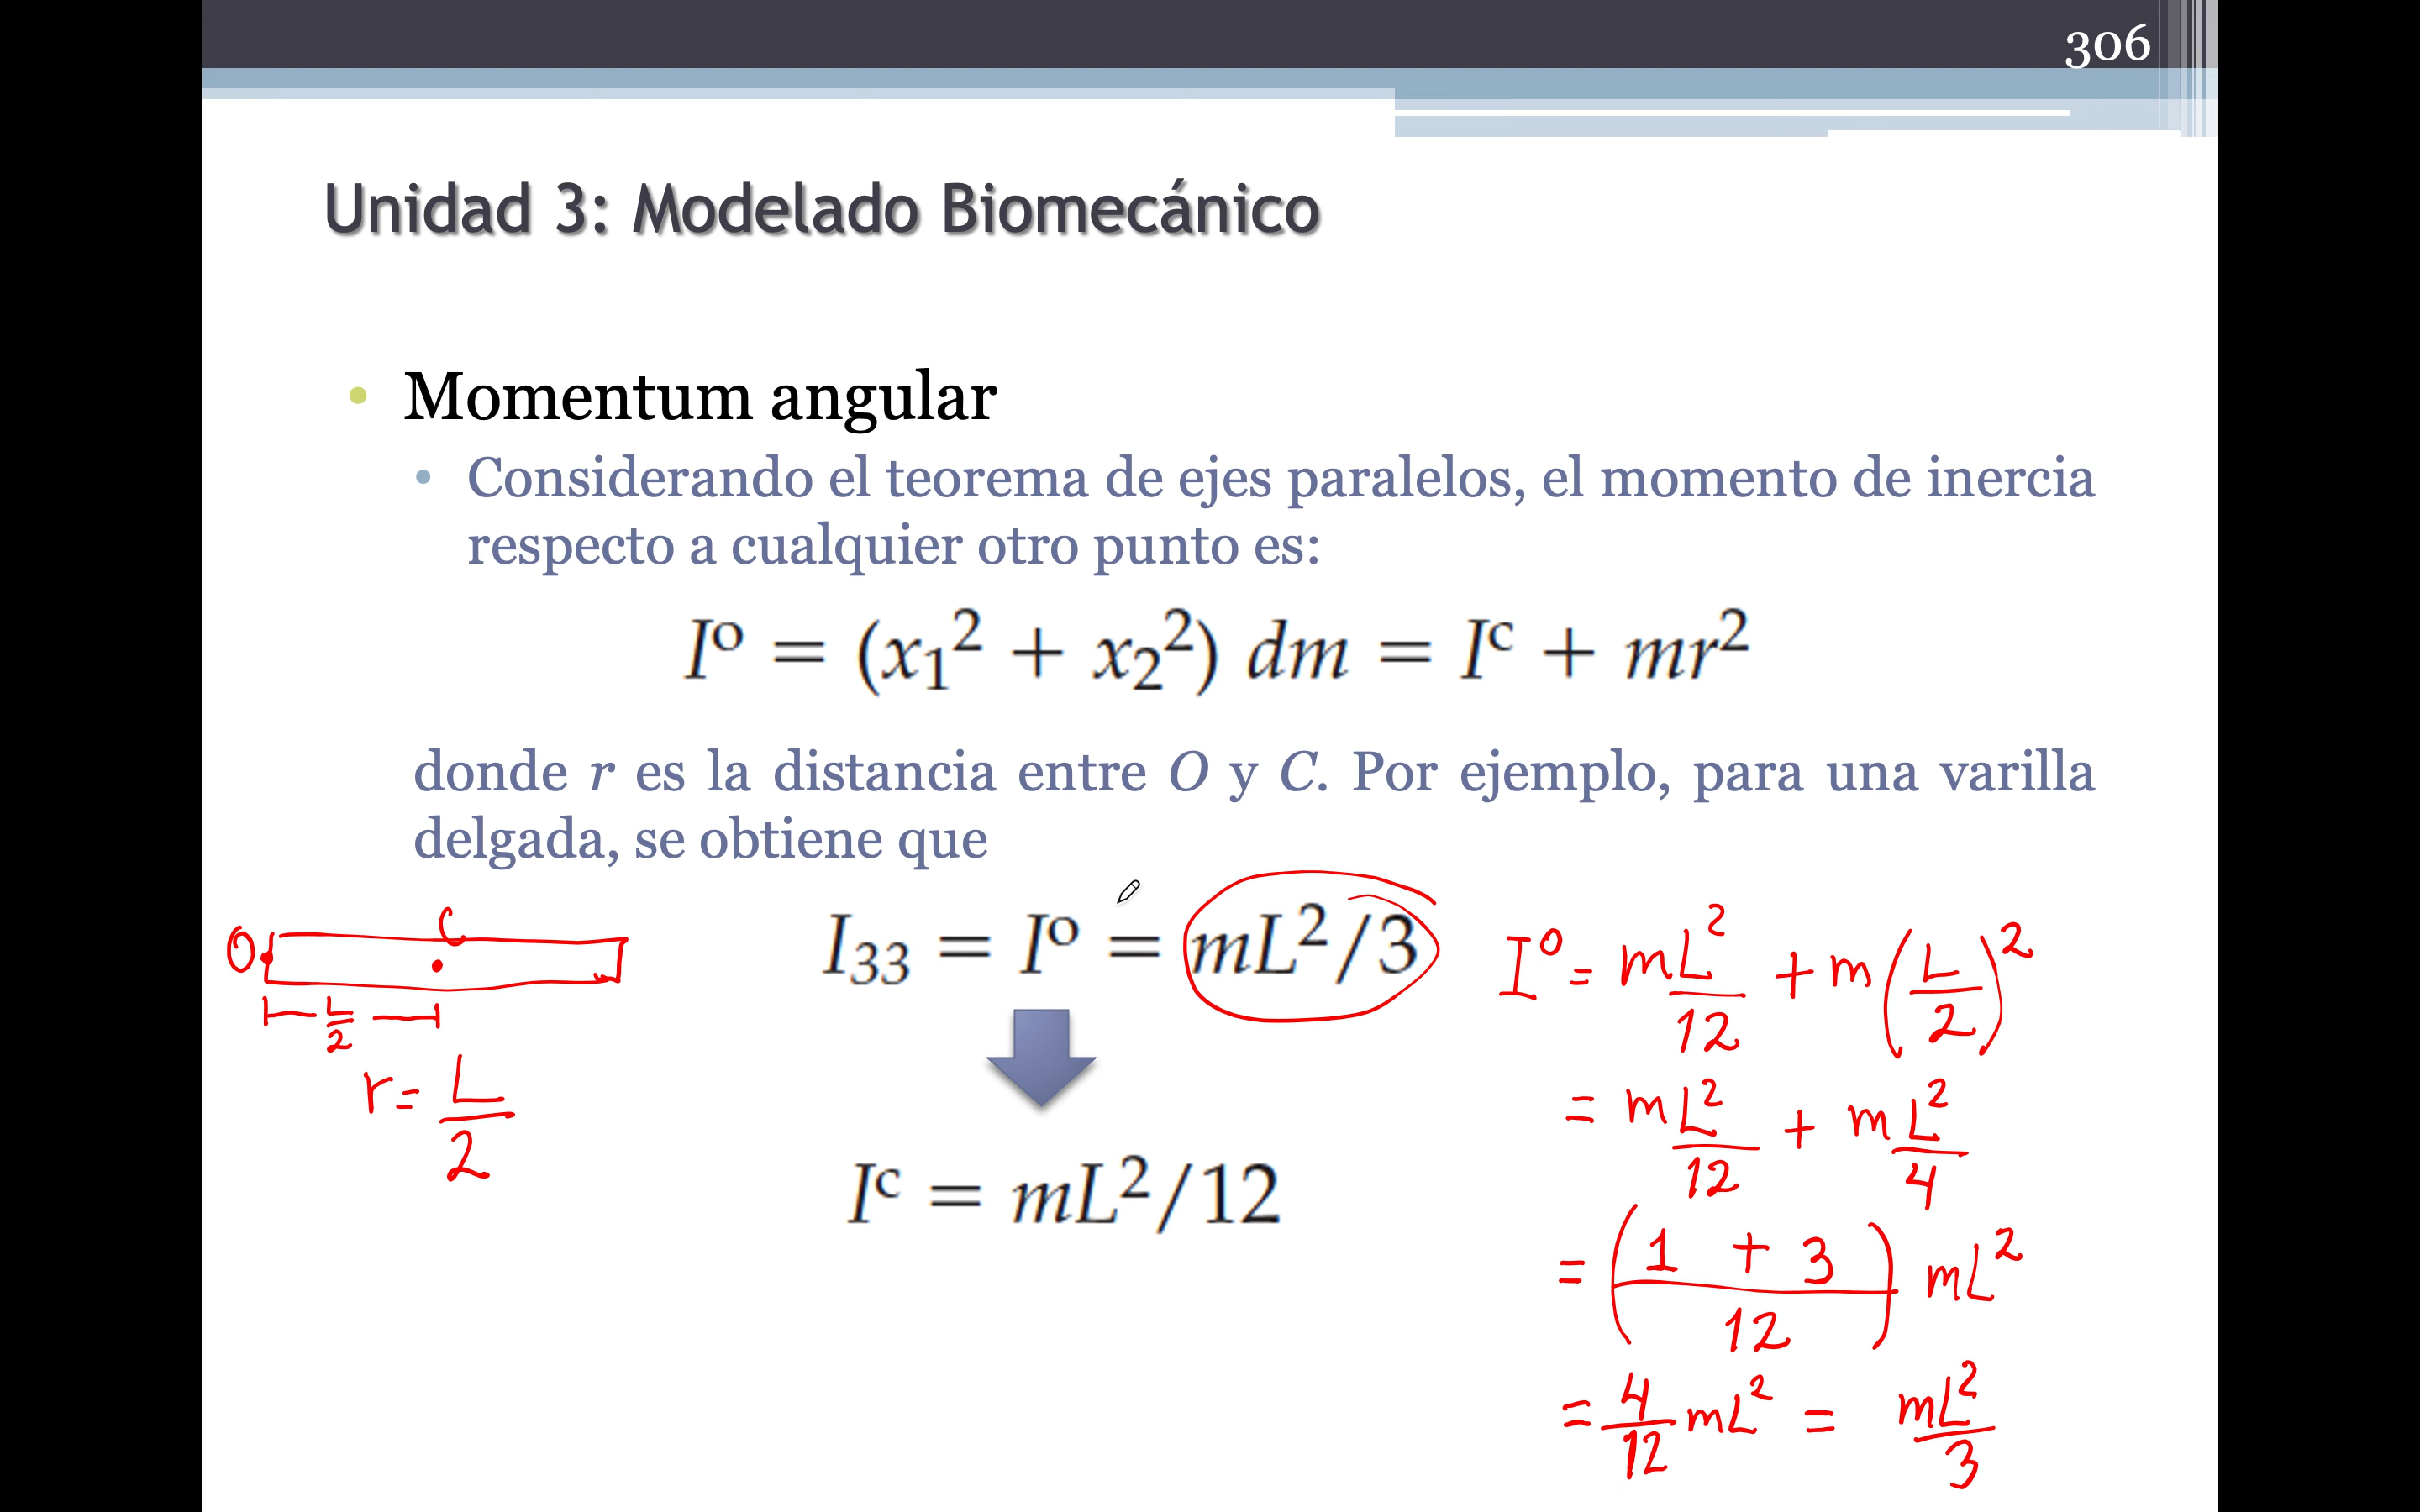 306
Unidad 3: Modelado Biomecánico
• Momentum angular
• Considerando el teorema de ejes paralelos, el momento de inercia
respecto a cualquier otro punto es:
Iᵒ = (x₁² + x₂²) dm = Iᶜ + mr²
donde r es la distancia entre O y C. Por ejemplo, para una varilla
delgada, se obtiene que
I₃₃ = Iᵒ = mL²/3
Iᶜ = mL²/12
O C
L/2
r = L/2
Iᵒ = mL²/12 + m(L/2)²
= mL²/12 + mL²/4
= ((1 + 3)/12) mL²
= 4/12 mL² = mL²/3